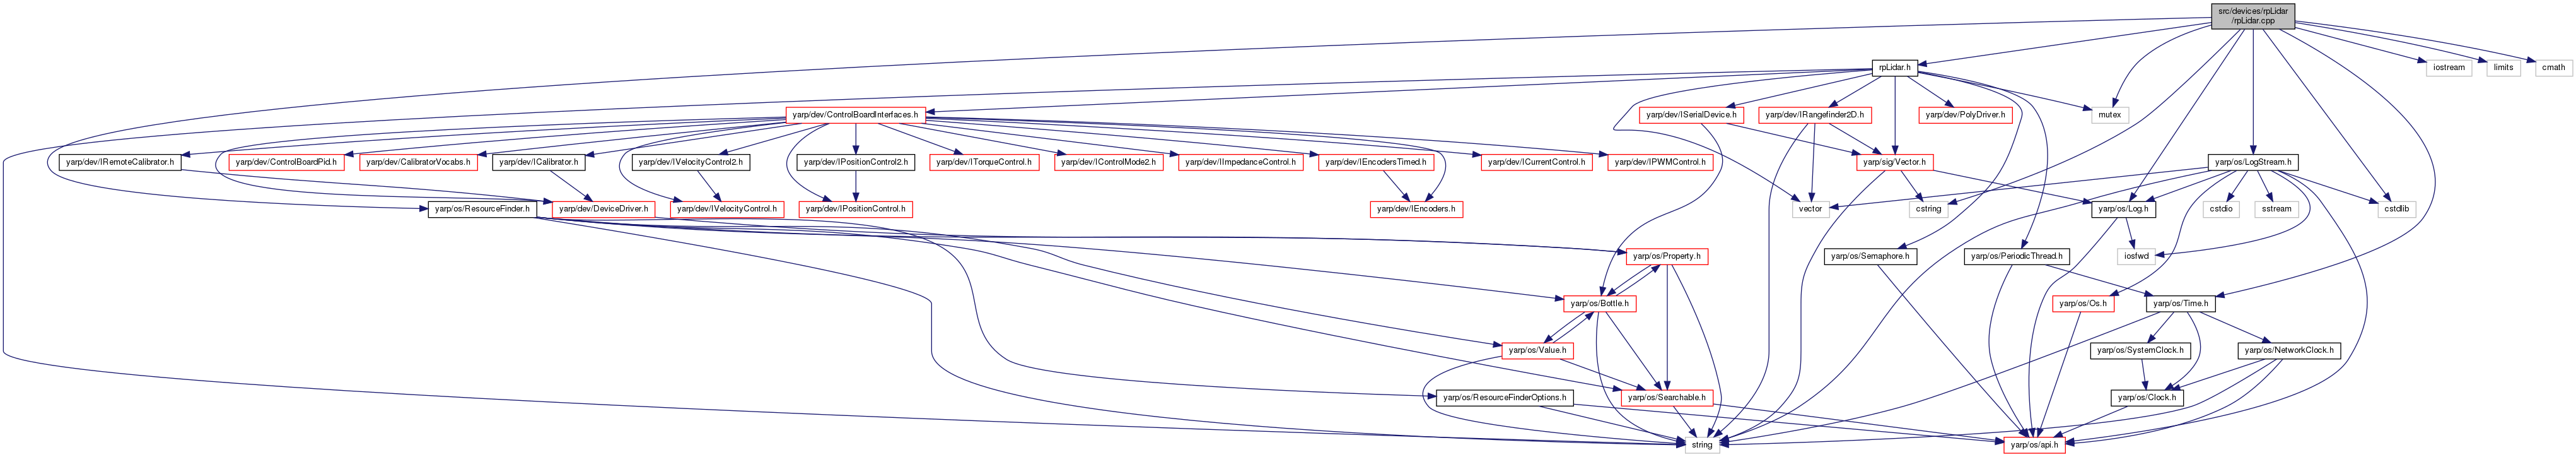 src/devices/rpLidar
/rpLidar.cpp
rpLidar.h
iostream
limits
cmath
yarp/dev/ControlBoardInterfaces.h
yarp/dev/ISerialDevice.h
yarp/dev/IRangefinder2D.h
yarp/dev/PolyDriver.h
mutex
yarp/dev/IRemoteCalibrator.h
yarp/dev/ControlBoardPid.h
yarp/dev/CalibratorVocabs.h
yarp/dev/ICalibrator.h
yarp/dev/IVelocityControl2.h
yarp/dev/IPositionControl2.h
yarp/dev/ITorqueControl.h
yarp/dev/IControlMode2.h
yarp/dev/IImpedanceControl.h
yarp/dev/IEncodersTimed.h
yarp/dev/ICurrentControl.h
yarp/dev/IPWMControl.h
yarp/sig/Vector.h
yarp/os/LogStream.h
yarp/os/ResourceFinder.h
yarp/dev/DeviceDriver.h
yarp/dev/IVelocityControl.h
yarp/dev/IPositionControl.h
yarp/dev/IEncoders.h
vector
cstring
yarp/os/Log.h
cstdio
sstream
cstdlib
yarp/os/Property.h
yarp/os/Semaphore.h
yarp/os/PeriodicThread.h
iosfwd
yarp/os/Bottle.h
yarp/os/Os.h
yarp/os/Time.h
yarp/os/Value.h
yarp/os/SystemClock.h
yarp/os/NetworkClock.h
yarp/os/ResourceFinderOptions.h
yarp/os/Searchable.h
yarp/os/Clock.h
string
yarp/os/api.h